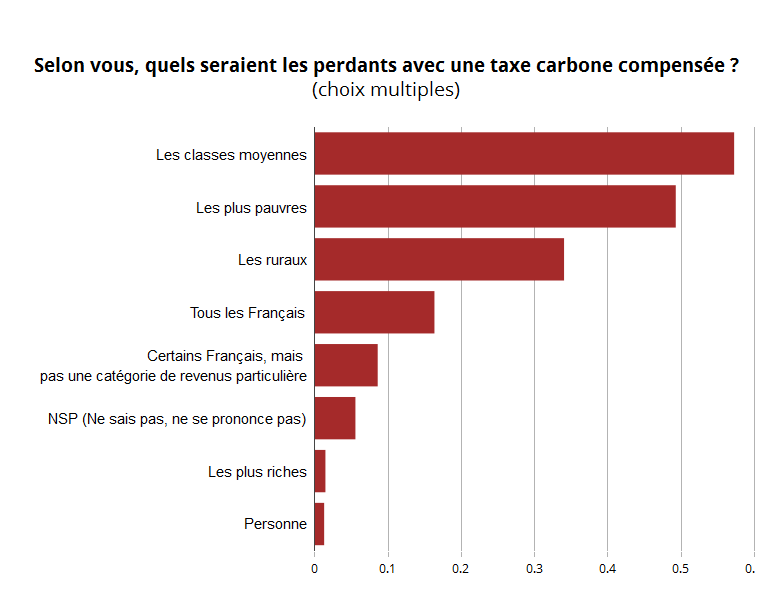 Selon vous, quels seraient les perdants avec une taxe carbone compensée ?
(choix multiples)
Les classes moyennes
Les plus pauvres
Les ruraux
Tous les Français
Certains Français, mais
pas une catégorie de revenus particulière
NSP (Ne sais pas, ne se prononce pas)
Les plus riches
Personne
0 0.1 0.2 0.3 0.4 0.5 0.